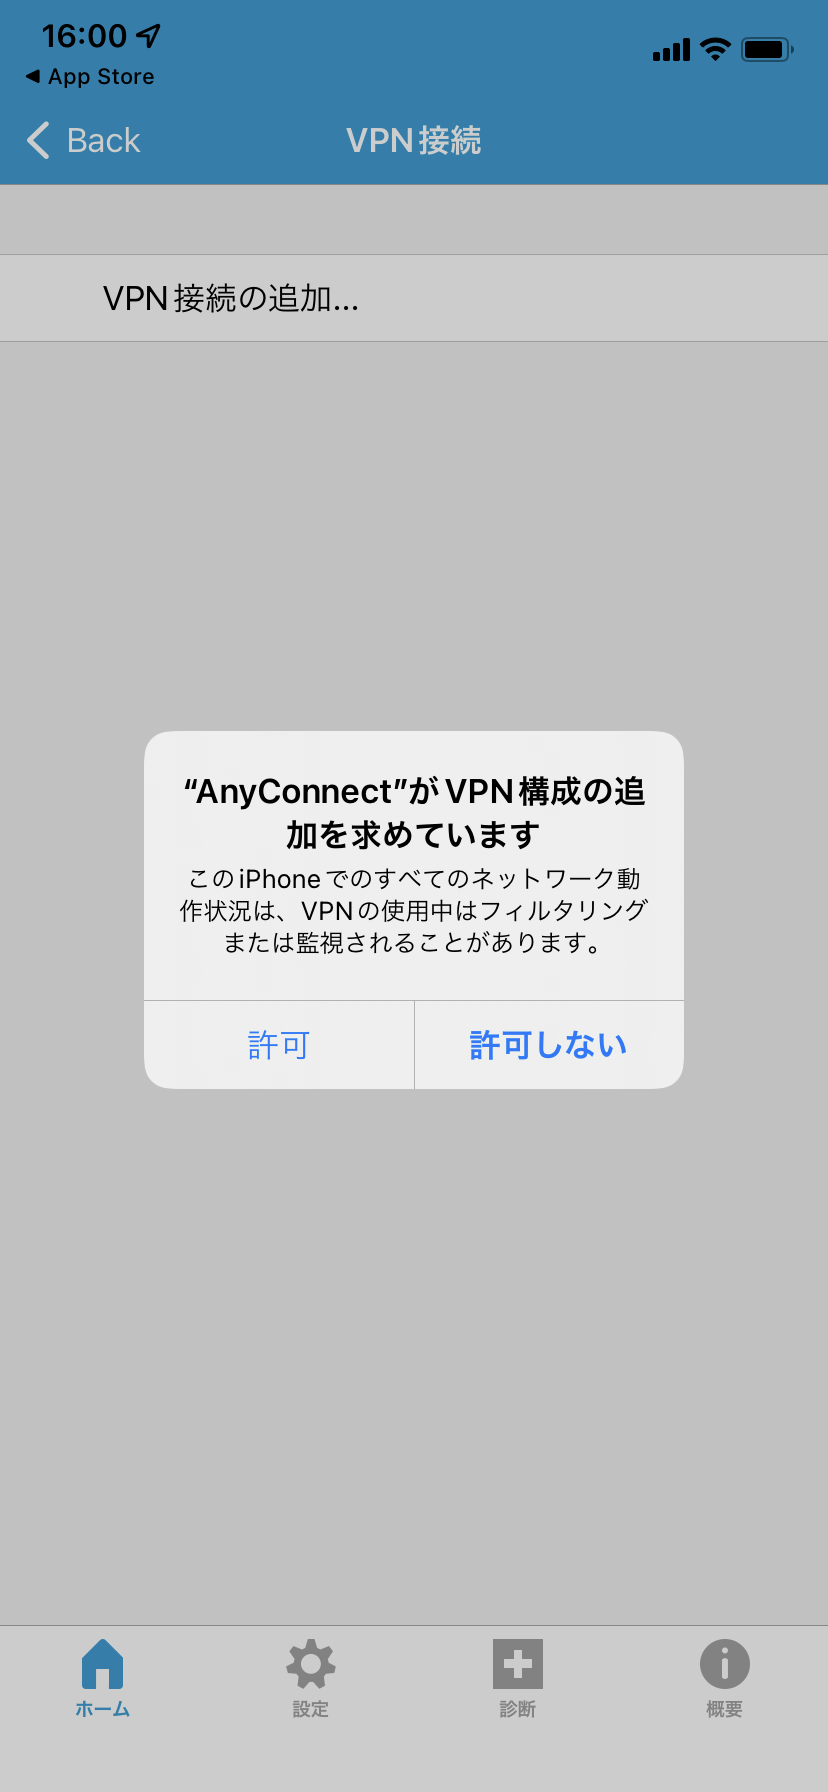 16:00
◀ App Store
Back
VPN接続
VPN接続の追加...
“AnyConnect”がVPN構成の追
加を求めています
このiPhoneでのすべてのネットワーク動
作状況は、VPNの使用中はフィルタリング
または監視されることがあります。
許可
許可しない
ホーム
設定
診断
概要